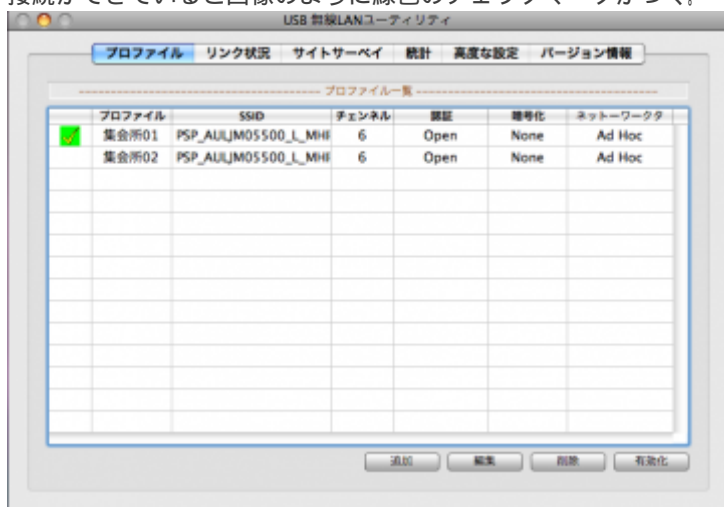 接続ができていると画像のように緑色のチェックマークがつく。
USB 無線LANユーティリティ
プロファイル リンク状況 サイトサーベイ 統計 高度な設定 バージョン情報
プロファイル一覧
プロファイル SSID チェンネル 認証 暗号化 ネットーワークタ
集会所01 PSP_AULJM05500_L_MHF 6 Open None Ad Hoc
集会所02 PSP_AULJM05500_L_MHF 6 Open None Ad Hoc
追加 編集 削除 有効化